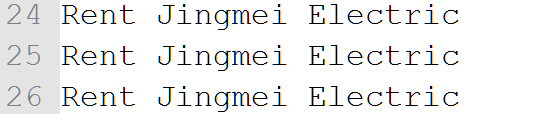 24 Rent Jingmei Electric
25 Rent Jingmei Electric
26 Rent Jingmei Electric